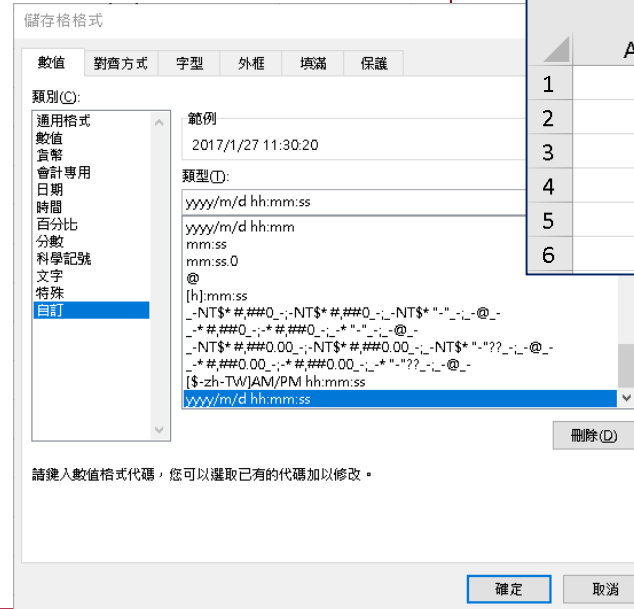 儲存格格式
數值 對齊方式 字型 外框 填滿 保護
類別(C):
通用格式
數值
貨幣
會計專用
日期
時間
百分比
分數
科學記號
文字
特殊
自訂
範例
2017/1/27 11:30:20
類型(T):
yyyy/m/d hh:mm:ss
yyyy/m/d hh:mm
mm:ss
mm:ss.0
@
[h]:mm:ss
_-NT$* #,##0_-;-NT$* #,##0_-;_-NT$* "-"_-;_-@_-
_-* #,##0_-;-* #,##0_-;_-* "-"_-;_-@_-
_-NT$* #,##0.00_-;-NT$* #,##0.00_-;_-NT$* "-"??_-;_-@_-
_-* #,##0.00_-;-* #,##0.00_-;_-* "-"??_-;_-@_-
[$-zh-TW]AM/PM hh:mm:ss
yyyy/m/d hh:mm:ss
刪除(D)
請鍵入數值格式代碼，您可以選取已有的代碼加以修改。
確定 取消
A
1
2
3
4
5
6